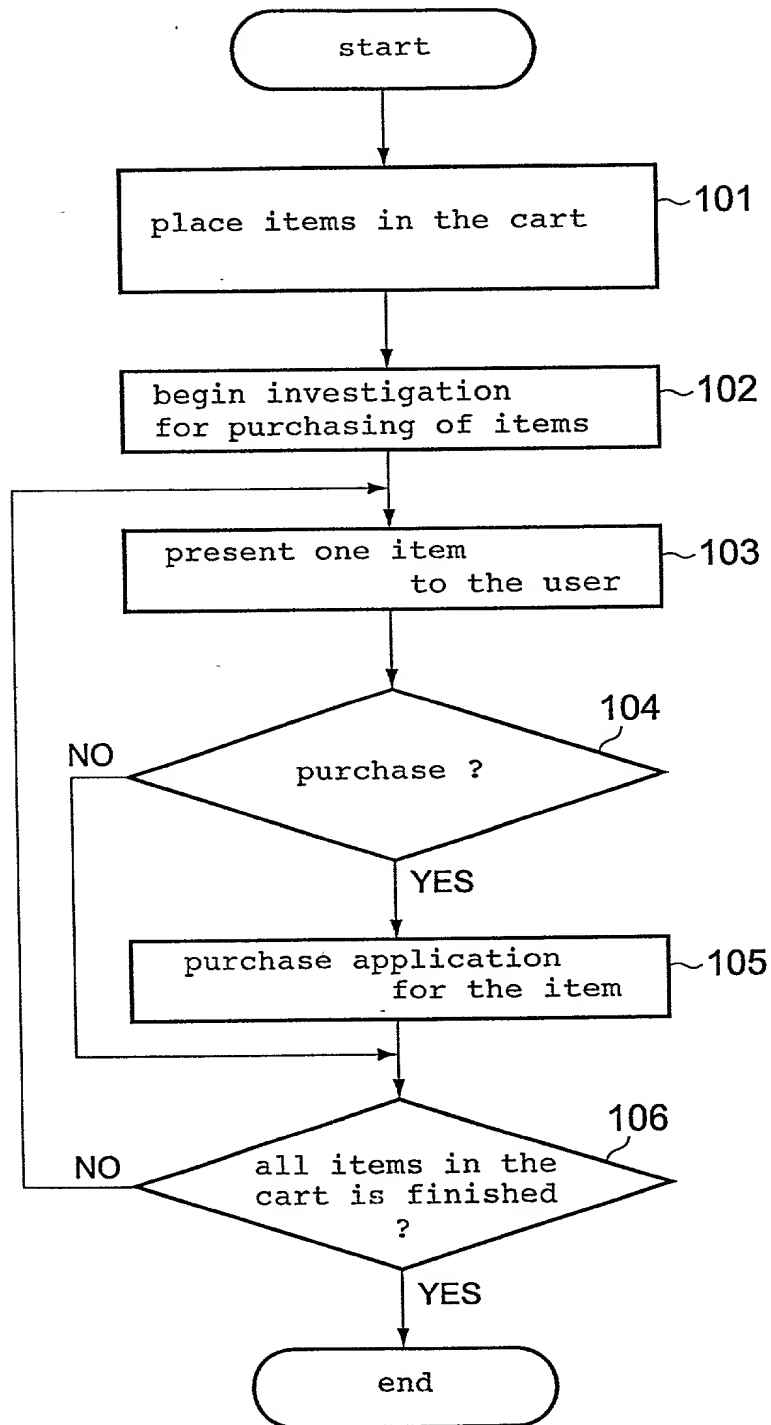 start
place items in the cart
101
begin investigation
for purchasing of items
102
present one item
to the user
103
104
NO
purchase ?
YES
purchase application
for the item
105
106
NO
all items in the
cart is finished
?
YES
end